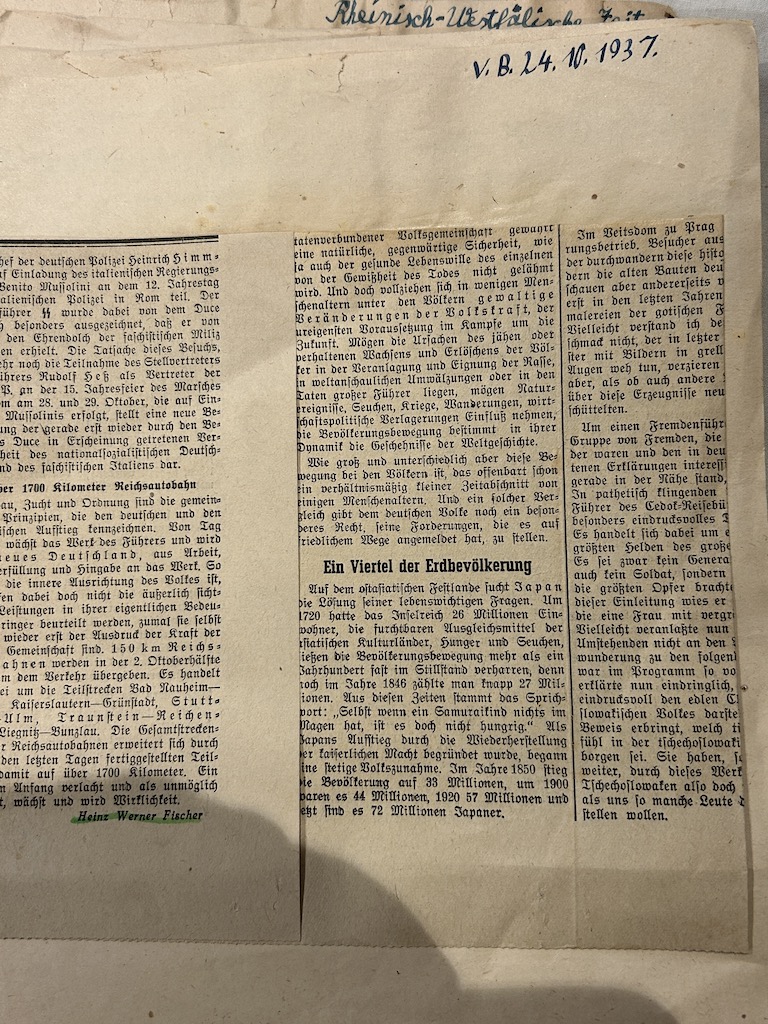 Rheinisch-Westfälische Zeit
V. B. 24. 10. 1937.
hef der deutschen Polizei Heinrich Himm-
f Einladung des italienischen Regierungs-
Benito Mussolini an dem 12. Jahrestag
alienischen Polizei in Rom teil. Der
führer SS wurde dabei von dem Duce
h besonders ausgezeichnet, daß er von
den Ehrendolch der faschistischen Miliz
en erhielt. Die Tatsache dieses Besuchs,
ehr noch die Teilnahme des Stellvertreters
ührers Rudolf Heß als Vertreter der
P. an der 15. Jahresfeier des Marsches
om am 28. und 29. Oktober, die auf Ein-
Mussolinis erfolgt, stellt eine neue Be-
ung der gerade erst wieder durch den Be-
s Duce in Erscheinung getretenen Ver-
heit des nationalsozialistischen Deutsch-
nd des faschistischen Italiens dar.
ber 1700 Kilometer Reichsautobahn
au, Zucht und Ordnung sind die gemein-
Prinzipien, die den deutschen und den
ischen Aufstieg kennzeichnen. Von Tag
wächst das Werk des Führers und wird
neues Deutschland, aus Arbeit,
erfüllung und Hingabe an das Werk. So
die innere Ausrichtung des Volkes ist,
fen dabei doch nicht die äußerlich sicht-
Leistungen in ihrer eigentlichen Bedeu-
ringer beurteilt werden, zumal sie selbst
wieder erst der Ausdruck der Kraft der
Gemeinschaft sind. 150 km Reichs-
ahnen werden in der 2. Oktoberhälfte
m dem Verkehr übergeben. Es handelt
ei um die Teilstrecken Bad Nauheim—
Kaiserslautern—Grünstadt, Stutt-
—Ulm, Traunstein—Reichen-
Liegnitz—Bunzlau. Die Gesamtstrecken-
r Reichsautobahnen erweitert sich durch
den letzten Tagen fertiggestellten Teil-
damit auf über 1700 Kilometer. Ein
n Anfang verlacht und als unmöglich
t, wächst und wird Wirklichkeit.
Heinz Werner Fischer
tatenverbundener Volksgemeinschaft gewährt
eine natürliche, gegenwärtige Sicherheit, wie
ja auch der gesunde Lebenswille des einzelnen
von der Gewißheit des Todes nicht gelähmt
wird. Und doch vollziehen sich in wenigen Men-
schenaltern unter den Völkern gewaltige
Veränderungen der Volkskraft, der
ureigensten Voraussetzung im Kampfe um die
Zukunft. Mögen die Ursachen des jähen oder
verhaltenen Wachsens und Erlöschens der Völ-
ker in der Veranlagung und Eignung der Rasse,
in weltanschaulichen Umwälzungen oder in den
Taten großer Führer liegen, mögen Natur-
ereignisse, Seuchen, Kriege, Wanderungen, wirt-
schaftspolitische Verlagerungen Einfluß nehmen,
die Bevölkerungsbewegung bestimmt in ihrer
Dynamik die Geschehnisse der Weltgeschichte.
Wie groß und unterschiedlich aber diese Be-
wegung bei den Völkern ist, das offenbart schon
ein verhältnismäßig kleiner Zeitabschnitt von
einigen Menschenaltern. Und ein solcher Ver-
gleich gibt dem deutschen Volke noch ein beson-
deres Recht, seine Forderungen, die es auf
friedlichem Wege angemeldet hat, zu stellen.
Ein Viertel der Erdbevölkerung
Auf dem ostasiatischen Festlande sucht Japan
die Lösung seiner lebenswichtigen Fragen. Um
1720 hatte das Inselreich 26 Millionen Ein-
wohner, die furchtbaren Ausgleichsmittel der
asiatischen Kulturländer, Hunger und Seuchen,
ließen die Bevölkerungsbewegung mehr als ein
Jahrhundert fast im Stillstand verharren, denn
noch im Jahre 1846 zählte man knapp 27 Mil-
lionen. Aus diesen Zeiten stammt das Sprich-
wort: „Selbst wenn ein Samuraikind nichts im
Magen hat, ist es doch nicht hungrig.“ Als
Japans Aufstieg durch die Wiederherstellung
der kaiserlichen Macht begründet wurde, begann
eine stetige Volkszunahme. Im Jahre 1850 stieg
die Bevölkerung auf 33 Millionen, um 1900
waren es 44 Millionen, 1920 57 Millionen und
jetzt sind es 72 Millionen Japaner.
Im Veitsdom zu Prag
rungsbetrieb. Besucher aus
der durchwandern diese histo
dern die alten Bauten deu
schauen aber andererseits v
erst in den letzten Jahren
malereien der gotischen F
Vielleicht verstand ich de
schmack nicht, der in letzter
ster mit Bildern in grell
Augen weh tun, verzieren
aber, als ob auch andere
über diese Erzeugnisse neu
schüttelten.
Um einen Fremdenführ
Gruppe von Fremden, die
der waren und den in deu
tenen Erklärungen interess
gerade in der Nähe stand,
In pathetisch klingenden
Führer des Cedok-Reisebü
besonders eindrucksvolles
Es handelt sich dabei um e
größten Helden des große
Es sei zwar kein Genera
auch kein Soldat, sondern
die größten Opfer bracht
dieser Einleitung wies er
die eine Frau mit vergr
Vielleicht veranlaßte nun
Umstehenden nicht an den
wunderung zu den folgen
war im Programm so vo
erklärte nun eindringlich,
eindrucksvoll den edlen C
slowakischen Volkes darste
Beweis erbringt, welch ti
fühl in der tschechoslowaki
borgen sei. Sie haben, s
weiter, durch dieses Werk
Tschechoslowaken also doch
als uns so manche Leute d
stellen wollen.